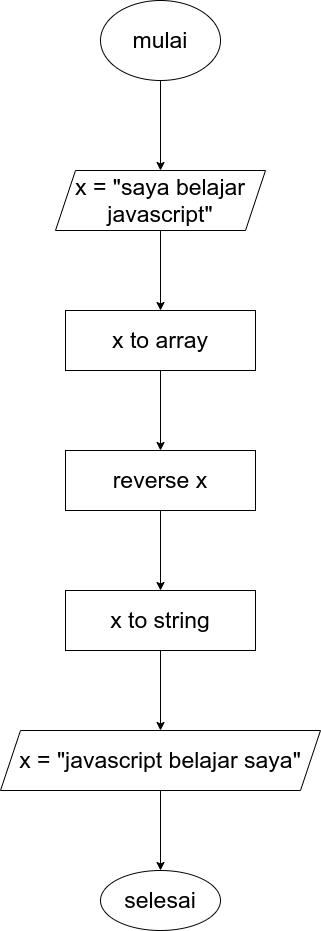 mulai
x = "saya belajar
javascript"
x to array
reverse x
x to string
x = "javascript belajar saya"
selesai